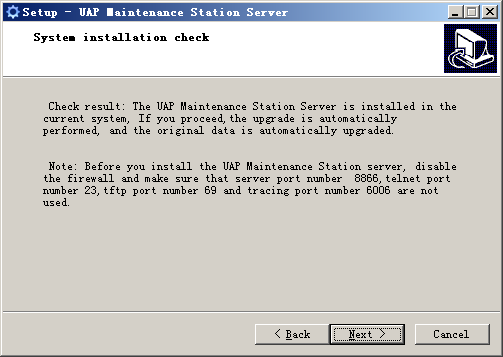 Setup - UAP Maintenance Station Server
System installation check
Check result: The UAP Maintenance Station Server is installed in the
current system, If you proceed,the upgrade is automatically
performed, and the original data is automatically upgraded.
Note: Before you install the UAP Maintenance Station server, disable
the firewall and make sure that server port number  8866,telnet port
number 23,tftp port number 69 and tracing port number 6006 are not
used.
< Back
Next >
Cancel